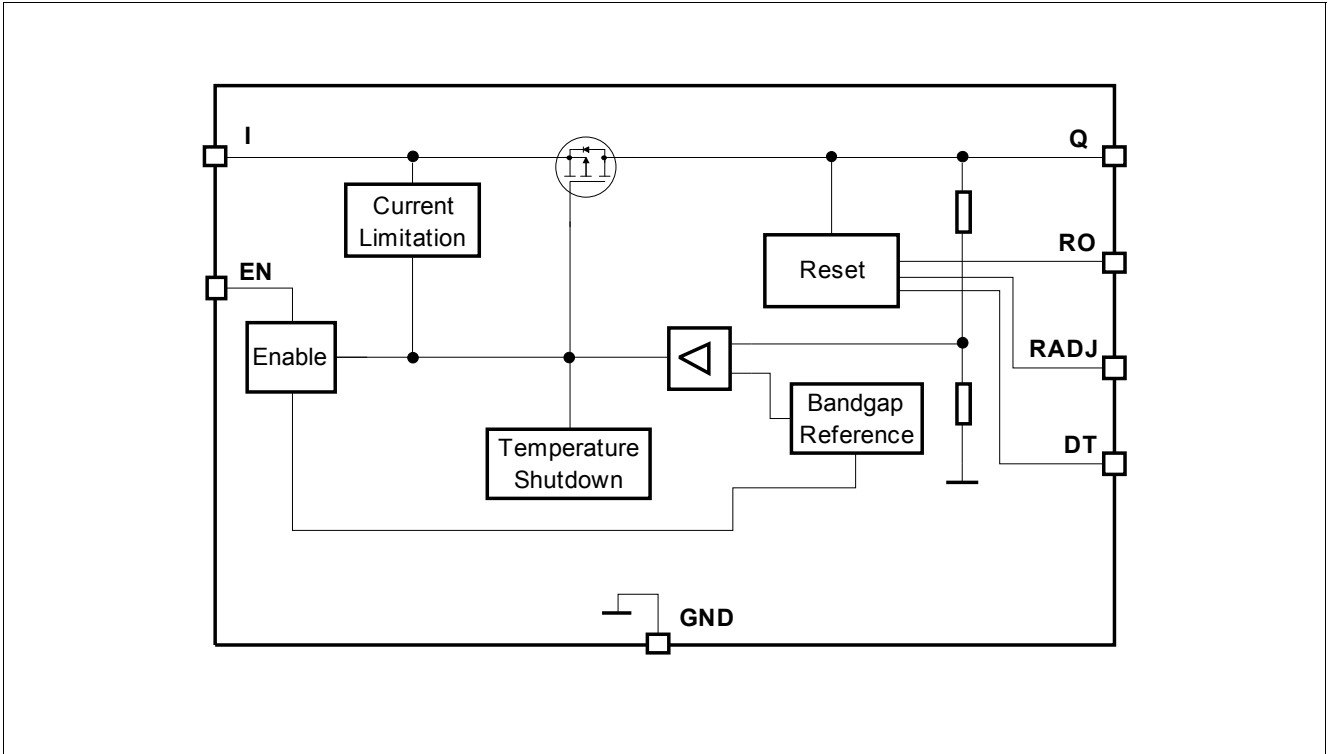 I
Q
Current
Limitation
RO
EN
Reset
Enable
RADJ
Bandgap
Reference
DT
Temperature
Shutdown
GND